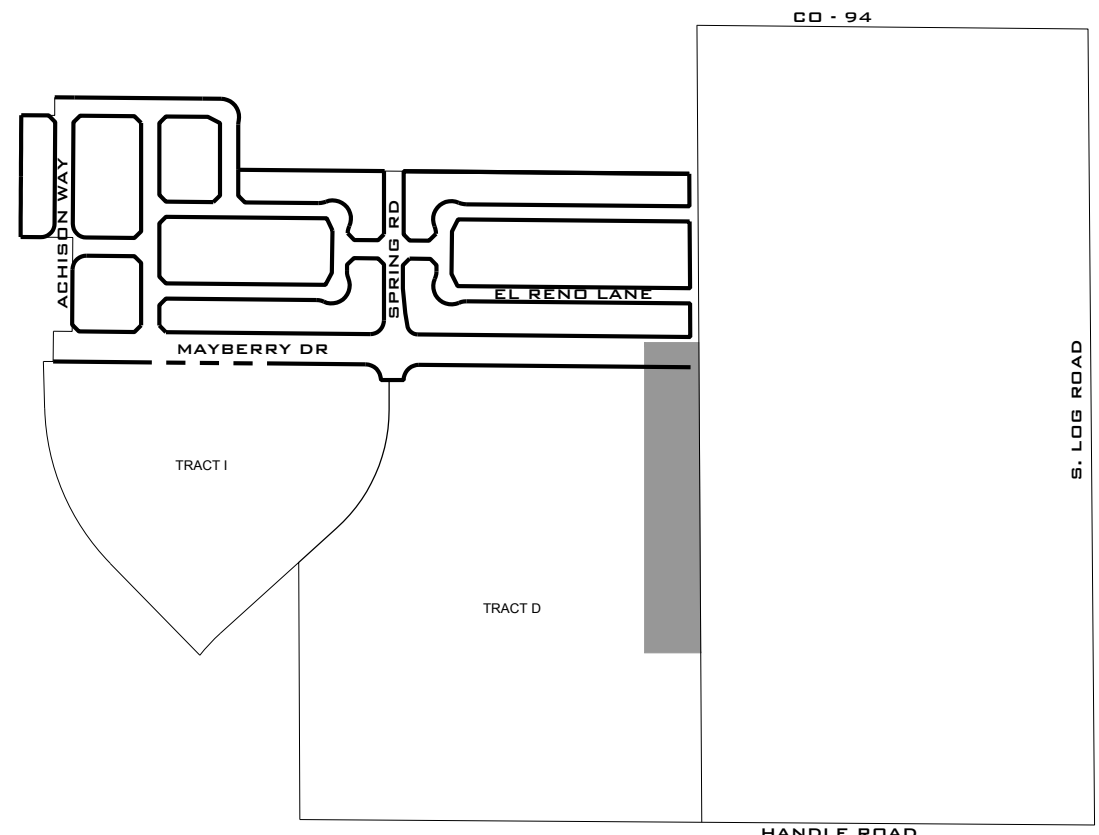 CO - 94
ACHISON WAY
SPRING RD
EL RENO LANE
MAYBERRY DR
S. LOG ROAD
TRACT I
TRACT D
HANDLE ROAD